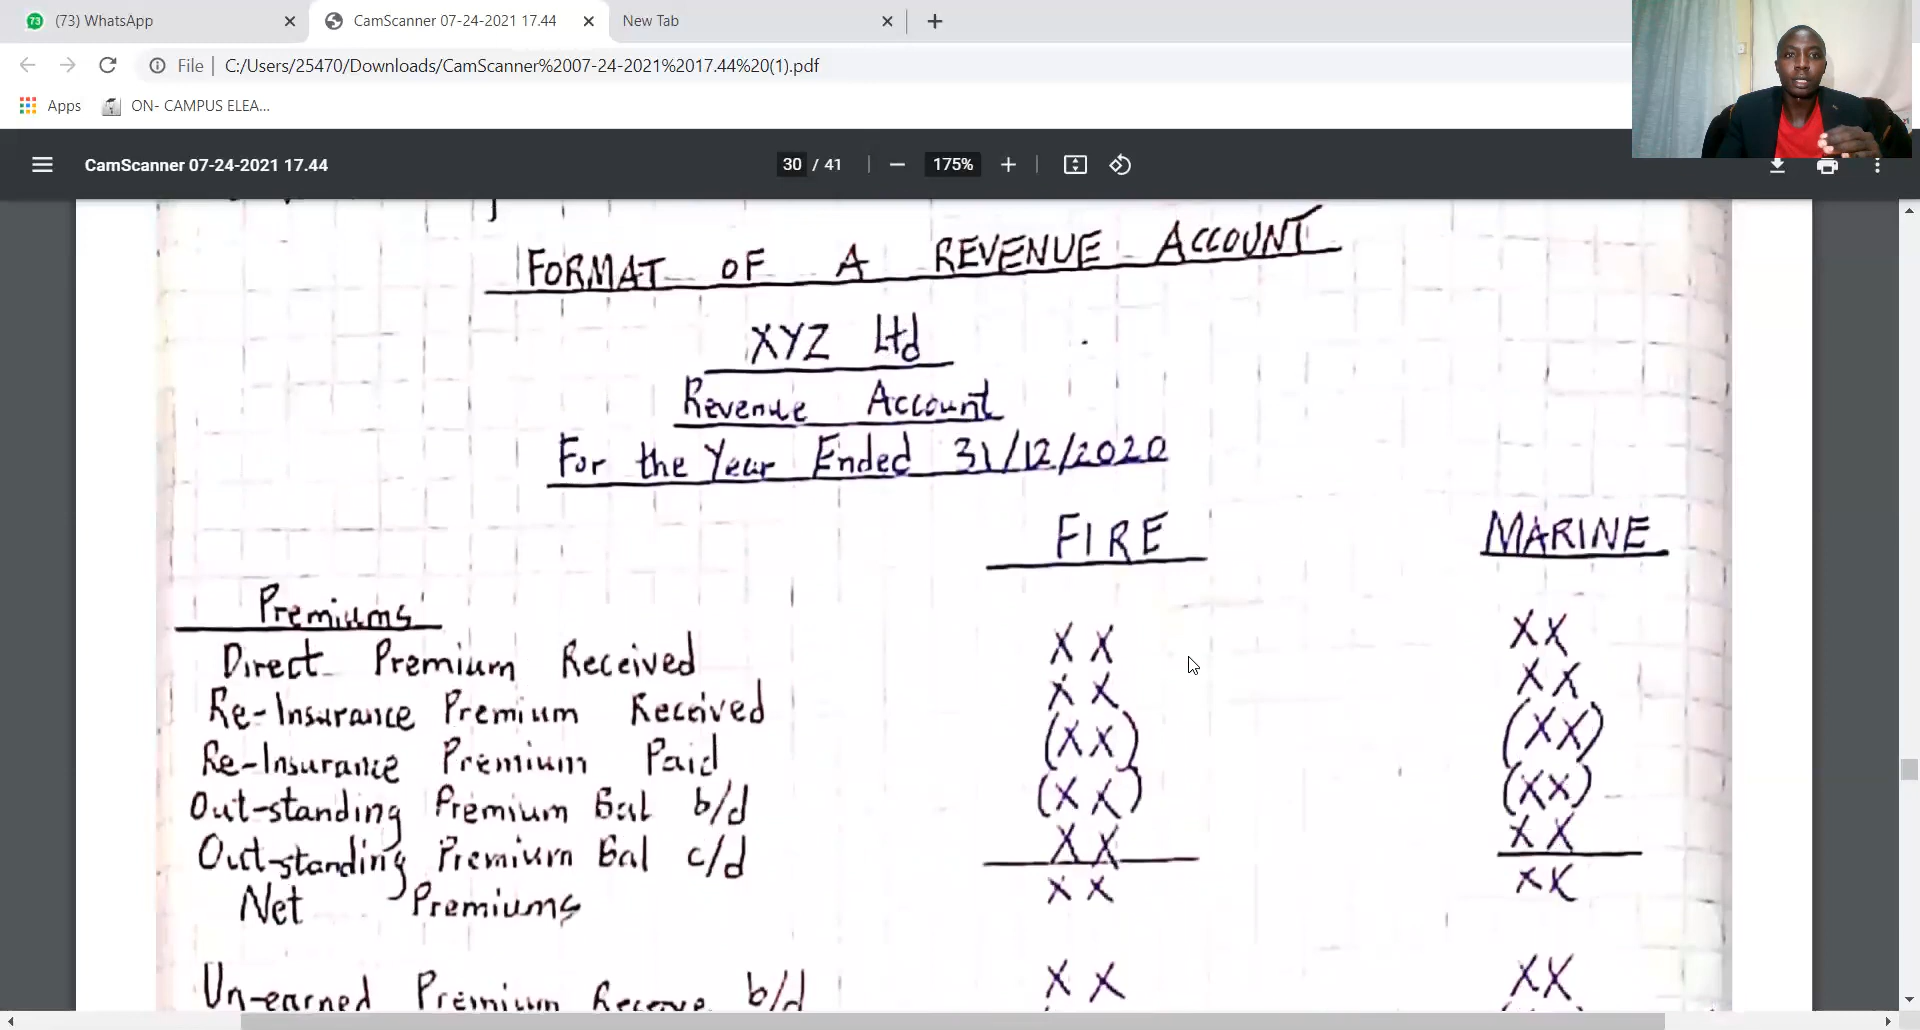 (73) WhatsApp
CamScanner 07-24-2021 17.44
New Tab
File
C:/Users/25470/Downloads/CamScanner%2007-24-2021%2017.44%20(1).pdf
Apps
ON- CAMPUS ELEA...
CamScanner 07-24-2021 17.44
30 / 41
175%
FORMAT OF A REVENUE ACCOUNT
XYZ Ltd
Revenue Account
For the Year Ended 31/12/2020
FIRE MARINE
Premiums
Direct Premium Received XX XX
Re-Insurance Premium Received XX XX
Re-Insurance Premium Paid (XX) (XX)
Out-standing Premium Bal b/d (XX) (XX)
Out-standing Premium Bal c/d XX XX
Net Premiums XX XX
Un-earned Premium Reserve b/d XX XX